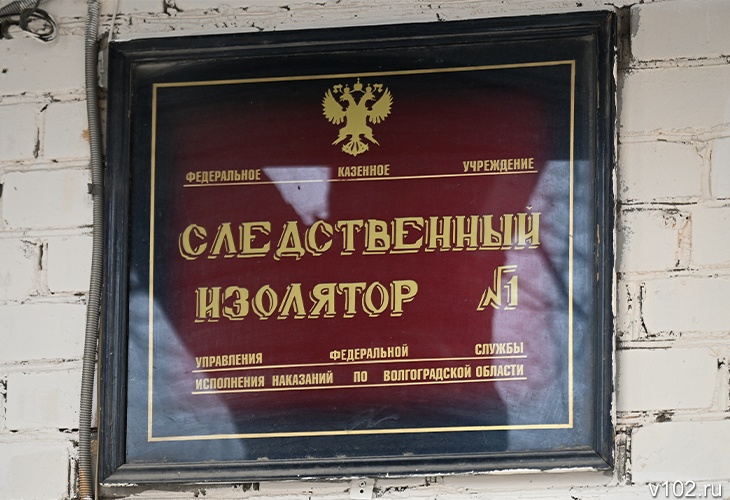 ФЕДЕРАЛЬНОЕ КАЗЕННОЕ УЧРЕЖДЕНИЕ
СЛЕДСТВЕННЫЙ
ИЗОЛЯТОР №1
УПРАВЛЕНИЯ ФЕДЕРАЛЬНОЙ СЛУЖБЫ
ИСПОЛНЕНИЯ НАКАЗАНИЙ ПО ВОЛГОГРАДСКОЙ ОБЛАСТИ
v102.ru